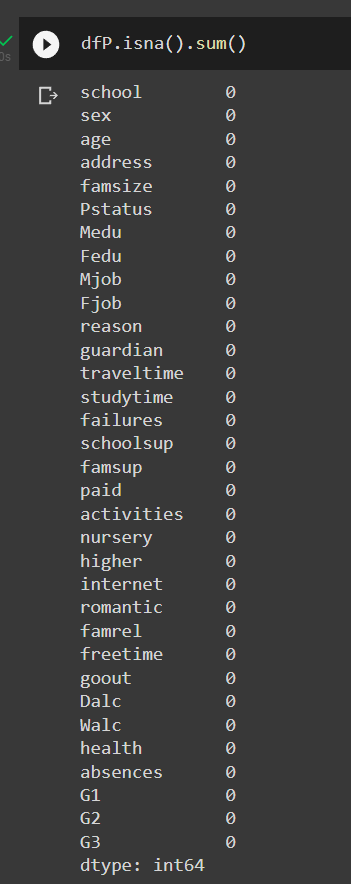 dfP.isna().sum()
0s
school 0
sex 0
age 0
address 0
famsize 0
Pstatus 0
Medu 0
Fedu 0
Mjob 0
Fjob 0
reason 0
guardian 0
traveltime 0
studytime 0
failures 0
schoolsup 0
famsup 0
paid 0
activities 0
nursery 0
higher 0
internet 0
romantic 0
famrel 0
freetime 0
goout 0
Dalc 0
Walc 0
health 0
absences 0
G1 0
G2 0
G3 0
dtype: int64